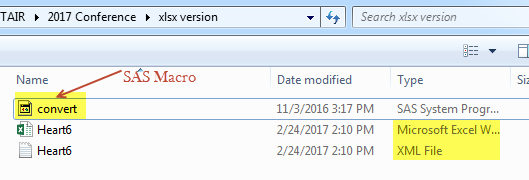 TAIR ▸ 2017 Conference ▸ xlsx version
Search xlsx version
SAS Macro
Name Date modified Type Siz
convert 11/3/2016 3:17 PM SAS System Progr...
Heart6 2/24/2017 2:10 PM Microsoft Excel W...
Heart6 2/24/2017 2:10 PM XML File